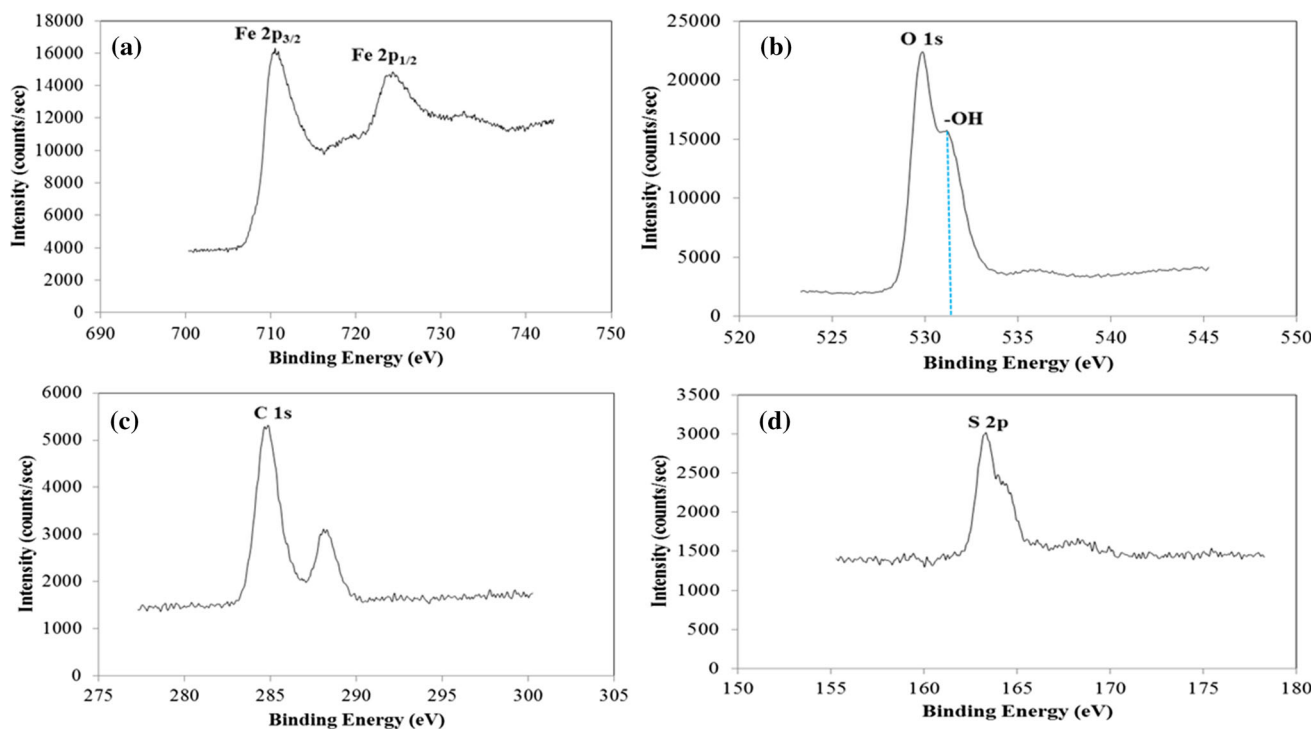 (a)
Fe 2p3/2
Fe 2p1/2
Intensity (counts/sec)
18000
16000
14000
12000
10000
8000
6000
4000
2000
0
690 700 710 720 730 740 750
Binding Energy (eV)
(b)
O 1s
-OH
Intensity (counts/sec)
25000
20000
15000
10000
5000
0
520 525 530 535 540 545 550
Binding Energy (eV)
(c)
C 1s
Intensity (counts/sec)
6000
5000
4000
3000
2000
1000
0
275 280 285 290 295 300 305
Binding Energy (eV)
(d)
S 2p
Intensity (counts/sec)
3500
3000
2500
2000
1500
1000
500
0
150 155 160 165 170 175 180
Binding Energy (eV)